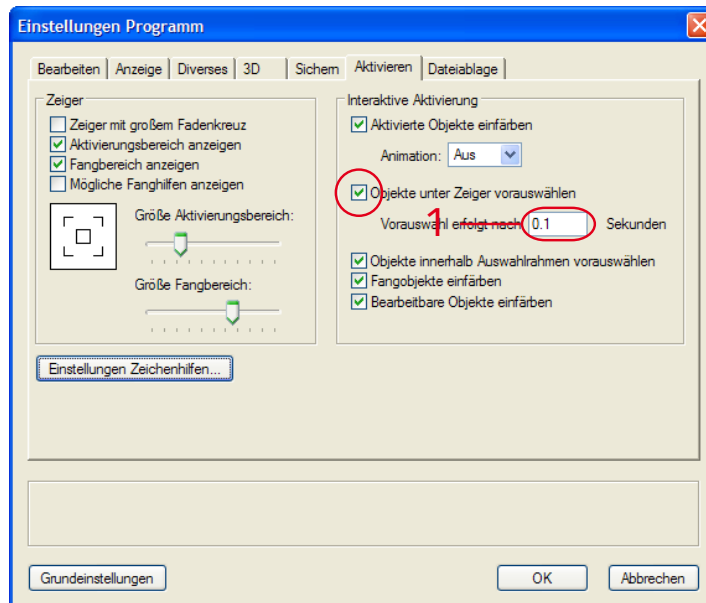 Einstellungen Programm
Bearbeiten Anzeige Diverses 3D Sichern Aktivieren Dateiablage
Zeiger
Zeiger mit großem Fadenkreuz
Aktivierungsbereich anzeigen
Fangbereich anzeigen
Mögliche Fanghilfen anzeigen
Größe Aktivierungsbereich:
Größe Fangbereich:
Einstellungen Zeichenhilfen...
Interaktive Aktivierung
Aktivierte Objekte einfärben
Animation: Aus
Objekte unter Zeiger vorauswählen
Vorauswahl erfolgt nach 0.1 Sekunden
1
Objekte innerhalb Auswahlrahmen vorauswählen
Fangobjekte einfärben
Bearbeitbare Objekte einfärben
Grundeinstellungen
OK
Abbrechen